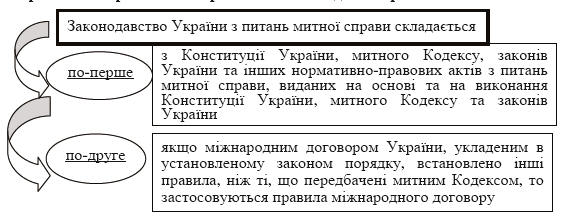 Законодавство України з питань митної справи складається
по-перше
з Конституції України, митного Кодексу, законів
України та інших нормативно-правових актів з питань
митної справи, виданих на основі та на виконання
Конституції України, митного Кодексу та законів
України
по-друге
якщо міжнародним договором України, укладеним в
установленому законом порядку, встановлено інші
правила, ніж ті, що передбачені митним Кодексом, то
застосовуються правила міжнародного договору